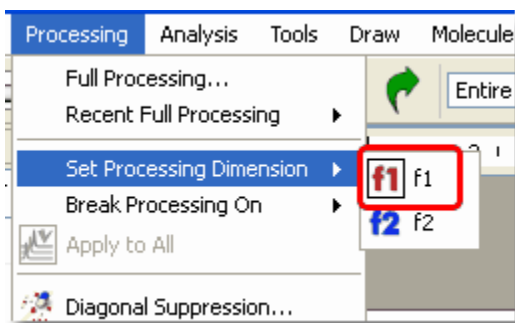 Processing Analysis Tools Draw Molecule
Full Processing...
Recent Full Processing
Entire
Set Processing Dimension
f1 f1
Break Processing On
f2 f2
Apply to All
Diagonal Suppression...